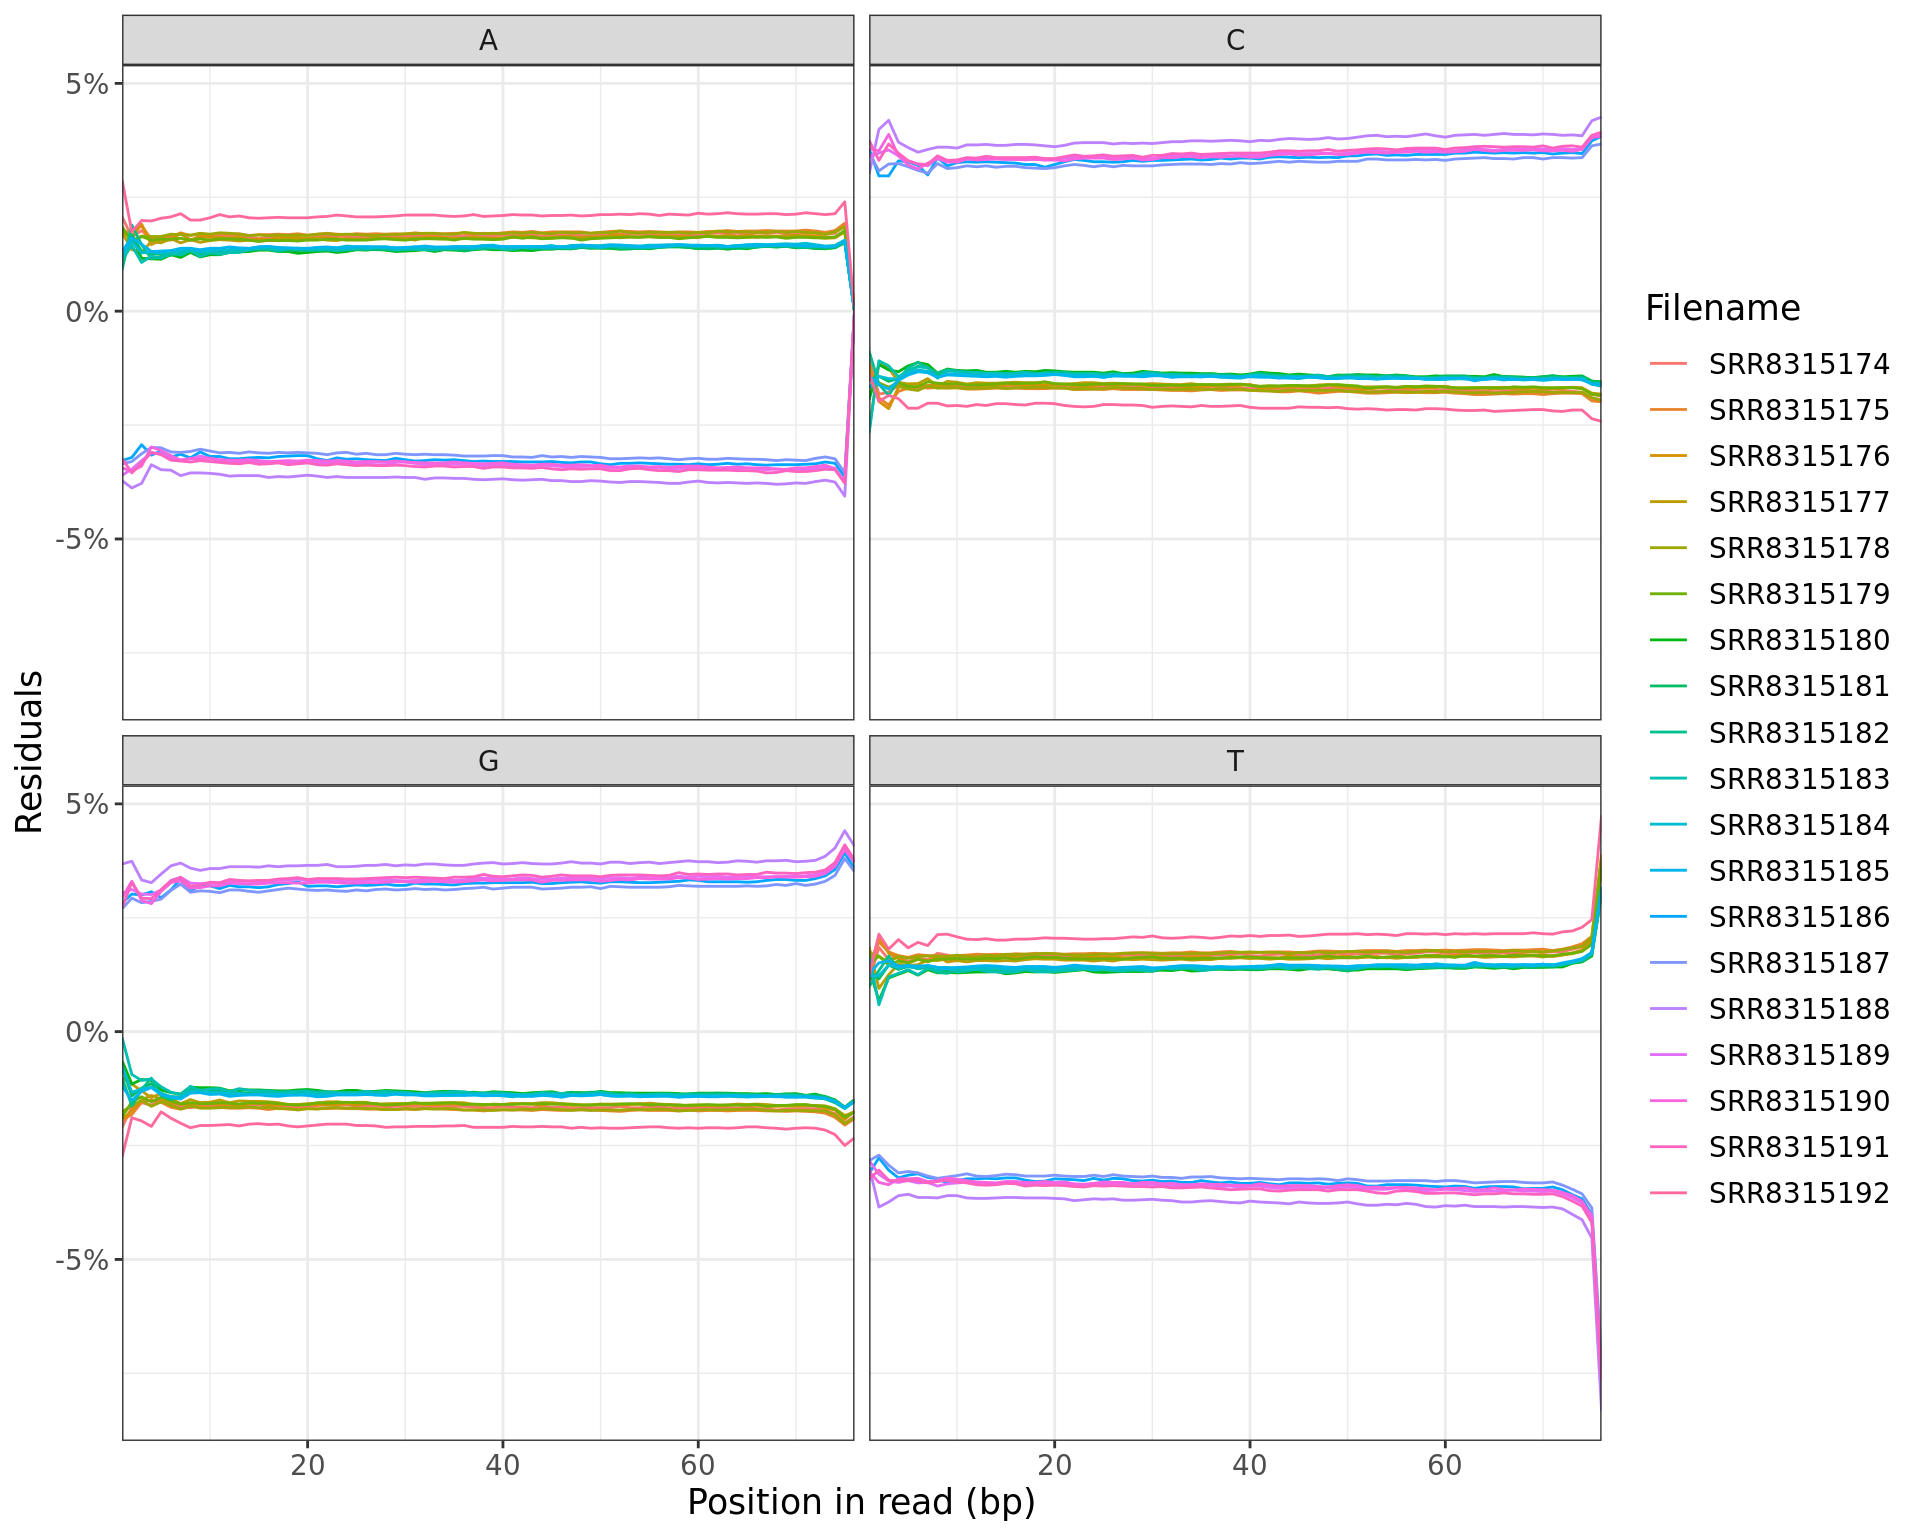 A
C
5%
0%
-5%
G
T
5%
0%
-5%
20
40
60
20
40
60
Position in read (bp)
Residuals
Filename
SRR8315174
SRR8315175
SRR8315176
SRR8315177
SRR8315178
SRR8315179
SRR8315180
SRR8315181
SRR8315182
SRR8315183
SRR8315184
SRR8315185
SRR8315186
SRR8315187
SRR8315188
SRR8315189
SRR8315190
SRR8315191
SRR8315192